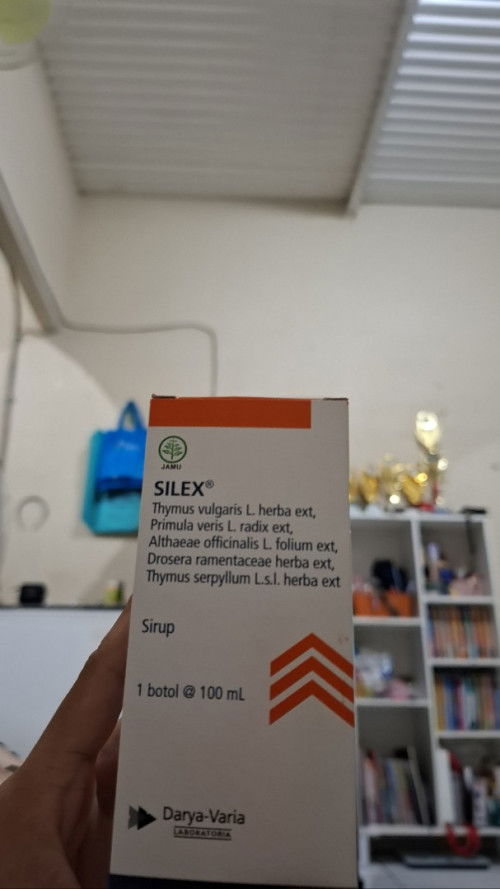 JAMU
SILEX®
Thymus vulgaris L. herba ext,
Primula veris L. radix ext,
Althaeae officinalis L. folium ext,
Drosera ramentaceae herba ext,
Thymus serpyllum L.s.l. herba ext
Sirup
1 botol @ 100 mL
Darya-Varia
LABORATORIA